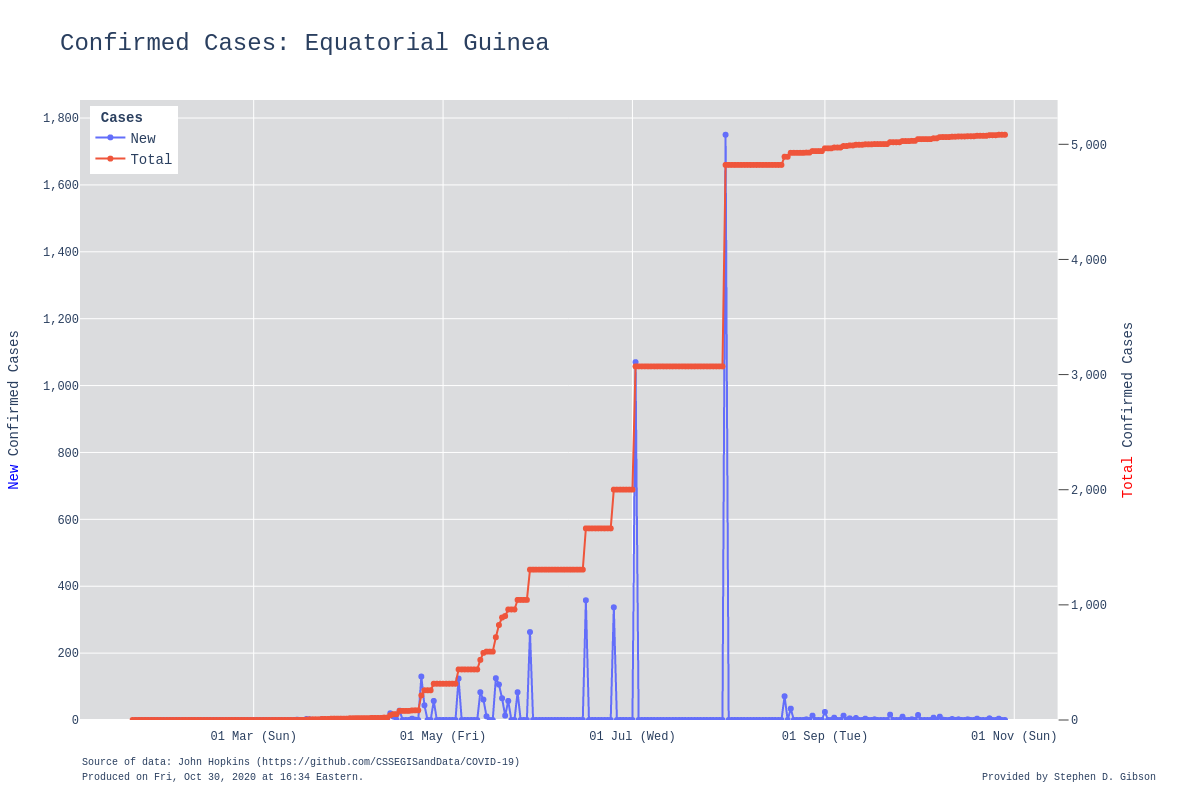 Confirmed Cases: Equatorial Guinea
Cases
New
Total
1,800
1,600
1,400
1,200
1,000
800
600
400
200
0
5,000
4,000
3,000
2,000
1,000
0
New Confirmed Cases
Total Confirmed Cases
01 Mar (Sun)
01 May (Fri)
01 Jul (Wed)
01 Sep (Tue)
01 Nov (Sun)
Source of data: John Hopkins (https://github.com/CSSEGISandData/COVID-19)
Produced on Fri, Oct 30, 2020 at 16:34 Eastern.
Provided by Stephen D. Gibson